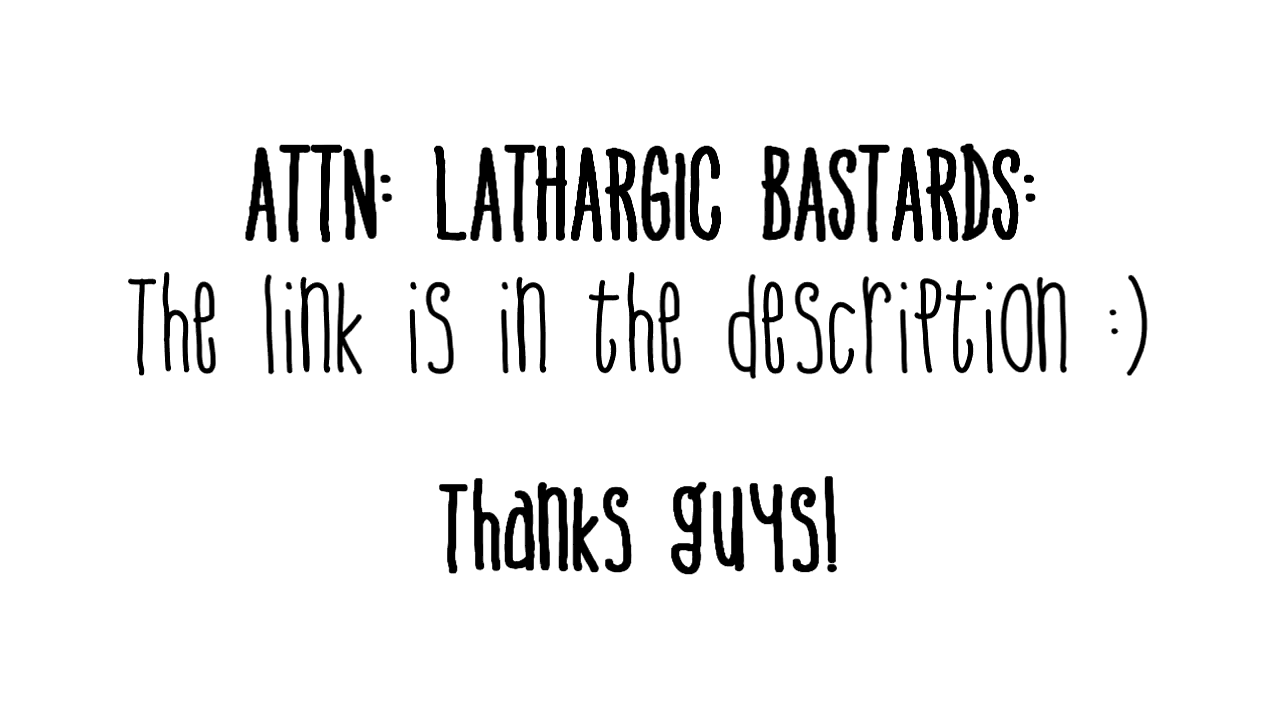 ATTN: LATHARGIC BASTARDS:
The link is in the description :)
Thanks guys!